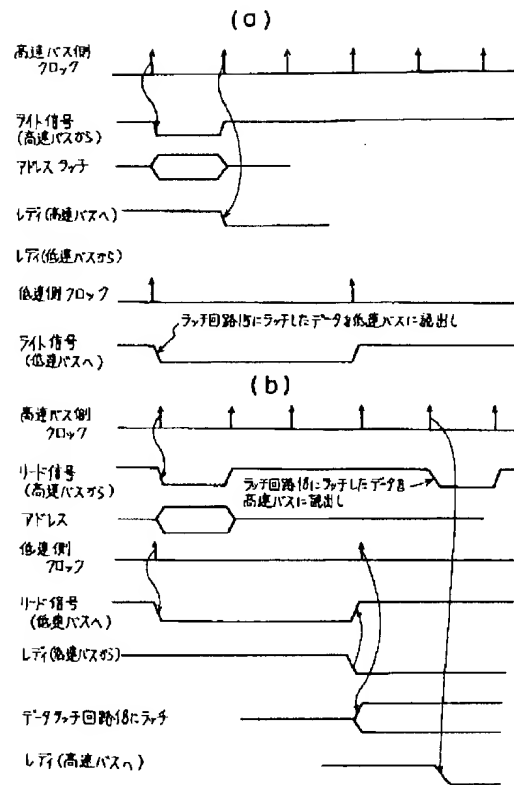 (a)
高速バス側
クロック
ライト信号
(高速バスから)
アドレスラッチ
レディ(高速バスへ)
レディ(低速バスから)
低速側クロック
ラッチ回路15にラッチしたデータを低速バスに読出し
ライト信号
(低速バスへ)
(b)
高速バス側
クロック
リード信号
(高速バスから)
ラッチ回路18にラッチしたデータを
高速バスに読出し
アドレス
低速側
クロック
リード信号
(低速バスへ)
レディ(低速バスから)
データラッチ回路18にラッチ
レディ(高速バスへ)